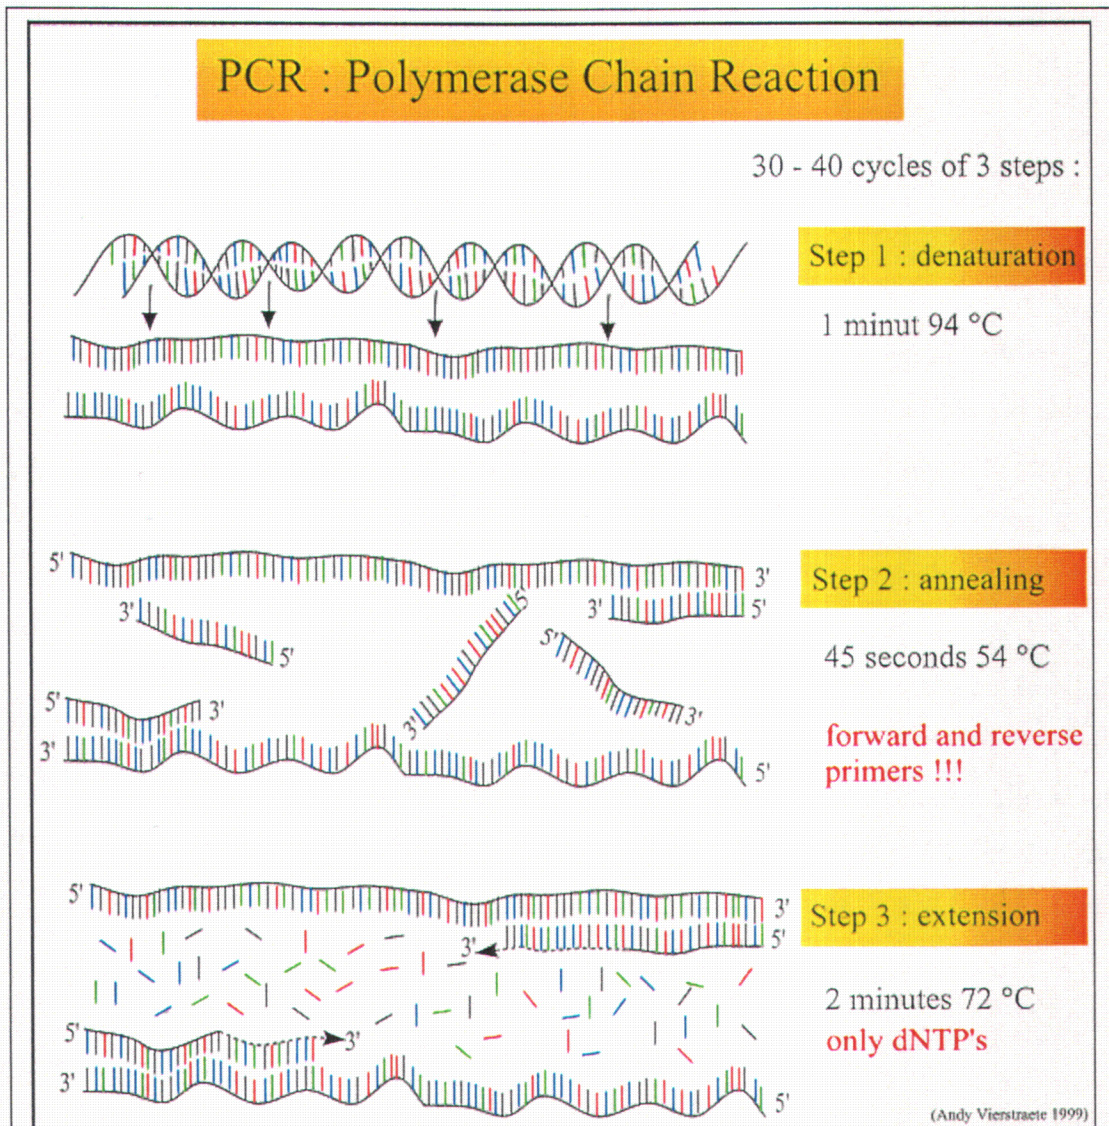 PCR : Polymerase Chain Reaction
30 - 40 cycles of 3 steps :
Step 1 : denaturation
1 minut 94 °C
5'
3'
Step 2 : annealing
3'
5'
3'
5'
5'
5'
45 seconds 54 °C
5'
3'
3'
3'
forward and reverse
primers !!!
3'
5'
5'
3'
Step 3 : extension
3'
5'
2 minutes 72 °C
5'
3'
only dNTP's
3'
5'
(Andy Vierstraete 1999)